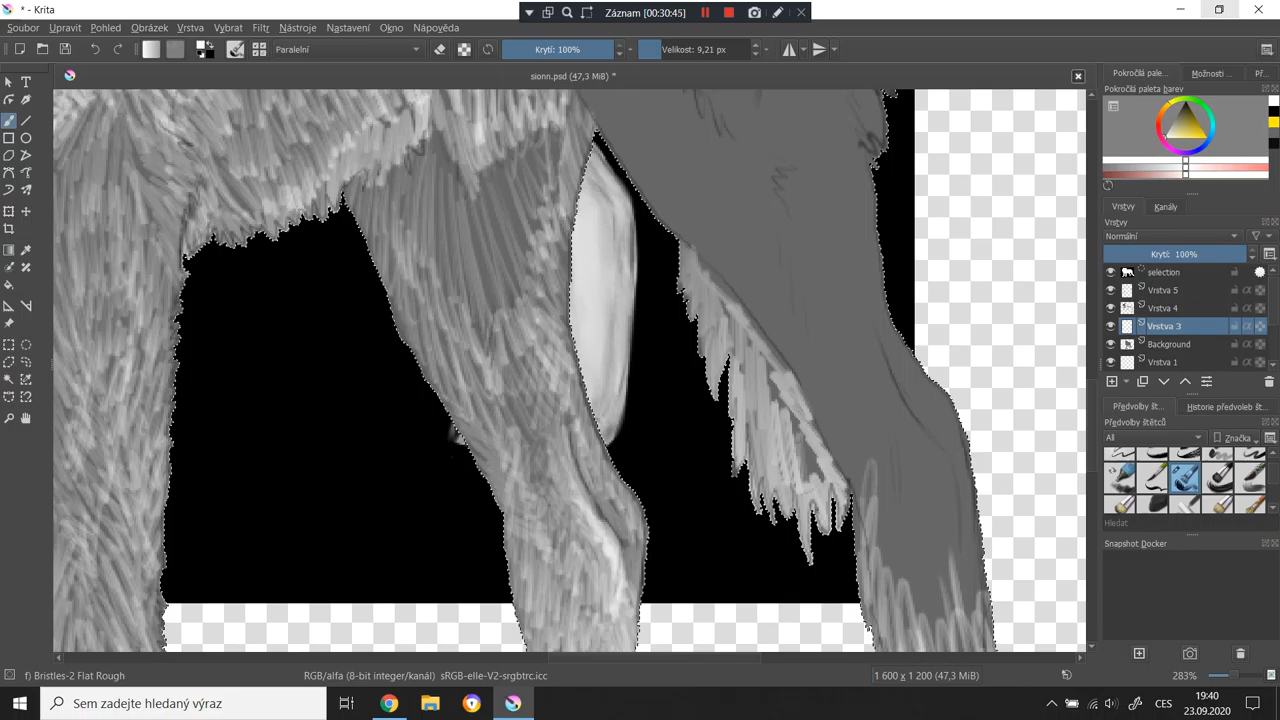 * - Krita
Záznam [00:30:45]
Soubor Upravit Pohled Obrázek Vrstva Vybrat Filtr Nástroje Nastavení Okno Nápověda
Paralelní Krytí: 100% Velikost: 9,21 px
sionn.psd (47,3 MiB) *
Pokročilá pale... Možnosti ... Př...
Pokročilá paleta barev
Vrstvy Kanály
Vrstvy
Normální
Krytí: 100%
selection
Vrstva 5
Vrstva 4
Vrstva 3
Background
Vrstva 1
Předvolby št... Historie předvoleb št...
Předvolby štětců
All Značka
Hledat
Snapshot Docker
f) Bristles-2 Flat Rough RGB/alfa (8-bit integer/kanál) sRGB-elle-V2-srgbtrc.icc 1 600 x 1 200 (47,3 MiB) 283%
Sem zadejte hledaný výraz
CES
19:40
23.09.2020